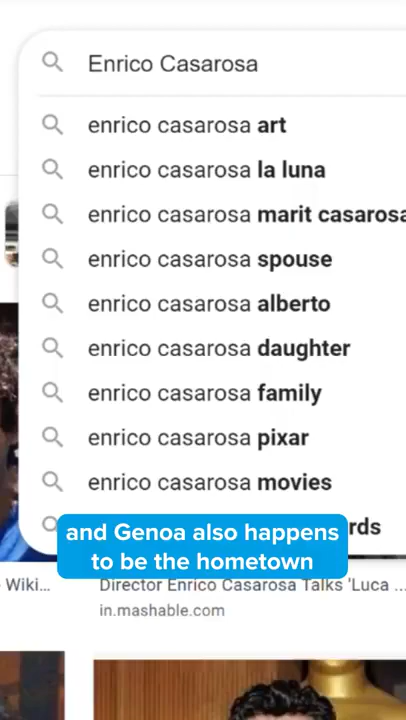 Enrico Casarosa
enrico casarosa art
enrico casarosa la luna
enrico casarosa marit casarosa
enrico casarosa spouse
enrico casarosa alberto
enrico casarosa daughter
enrico casarosa family
enrico casarosa pixar
enrico casarosa movies
rds
and Genoa also happens
to be the hometown
Wiki...
Director Enrico Casarosa Talks 'Luca ...
in.mashable.com